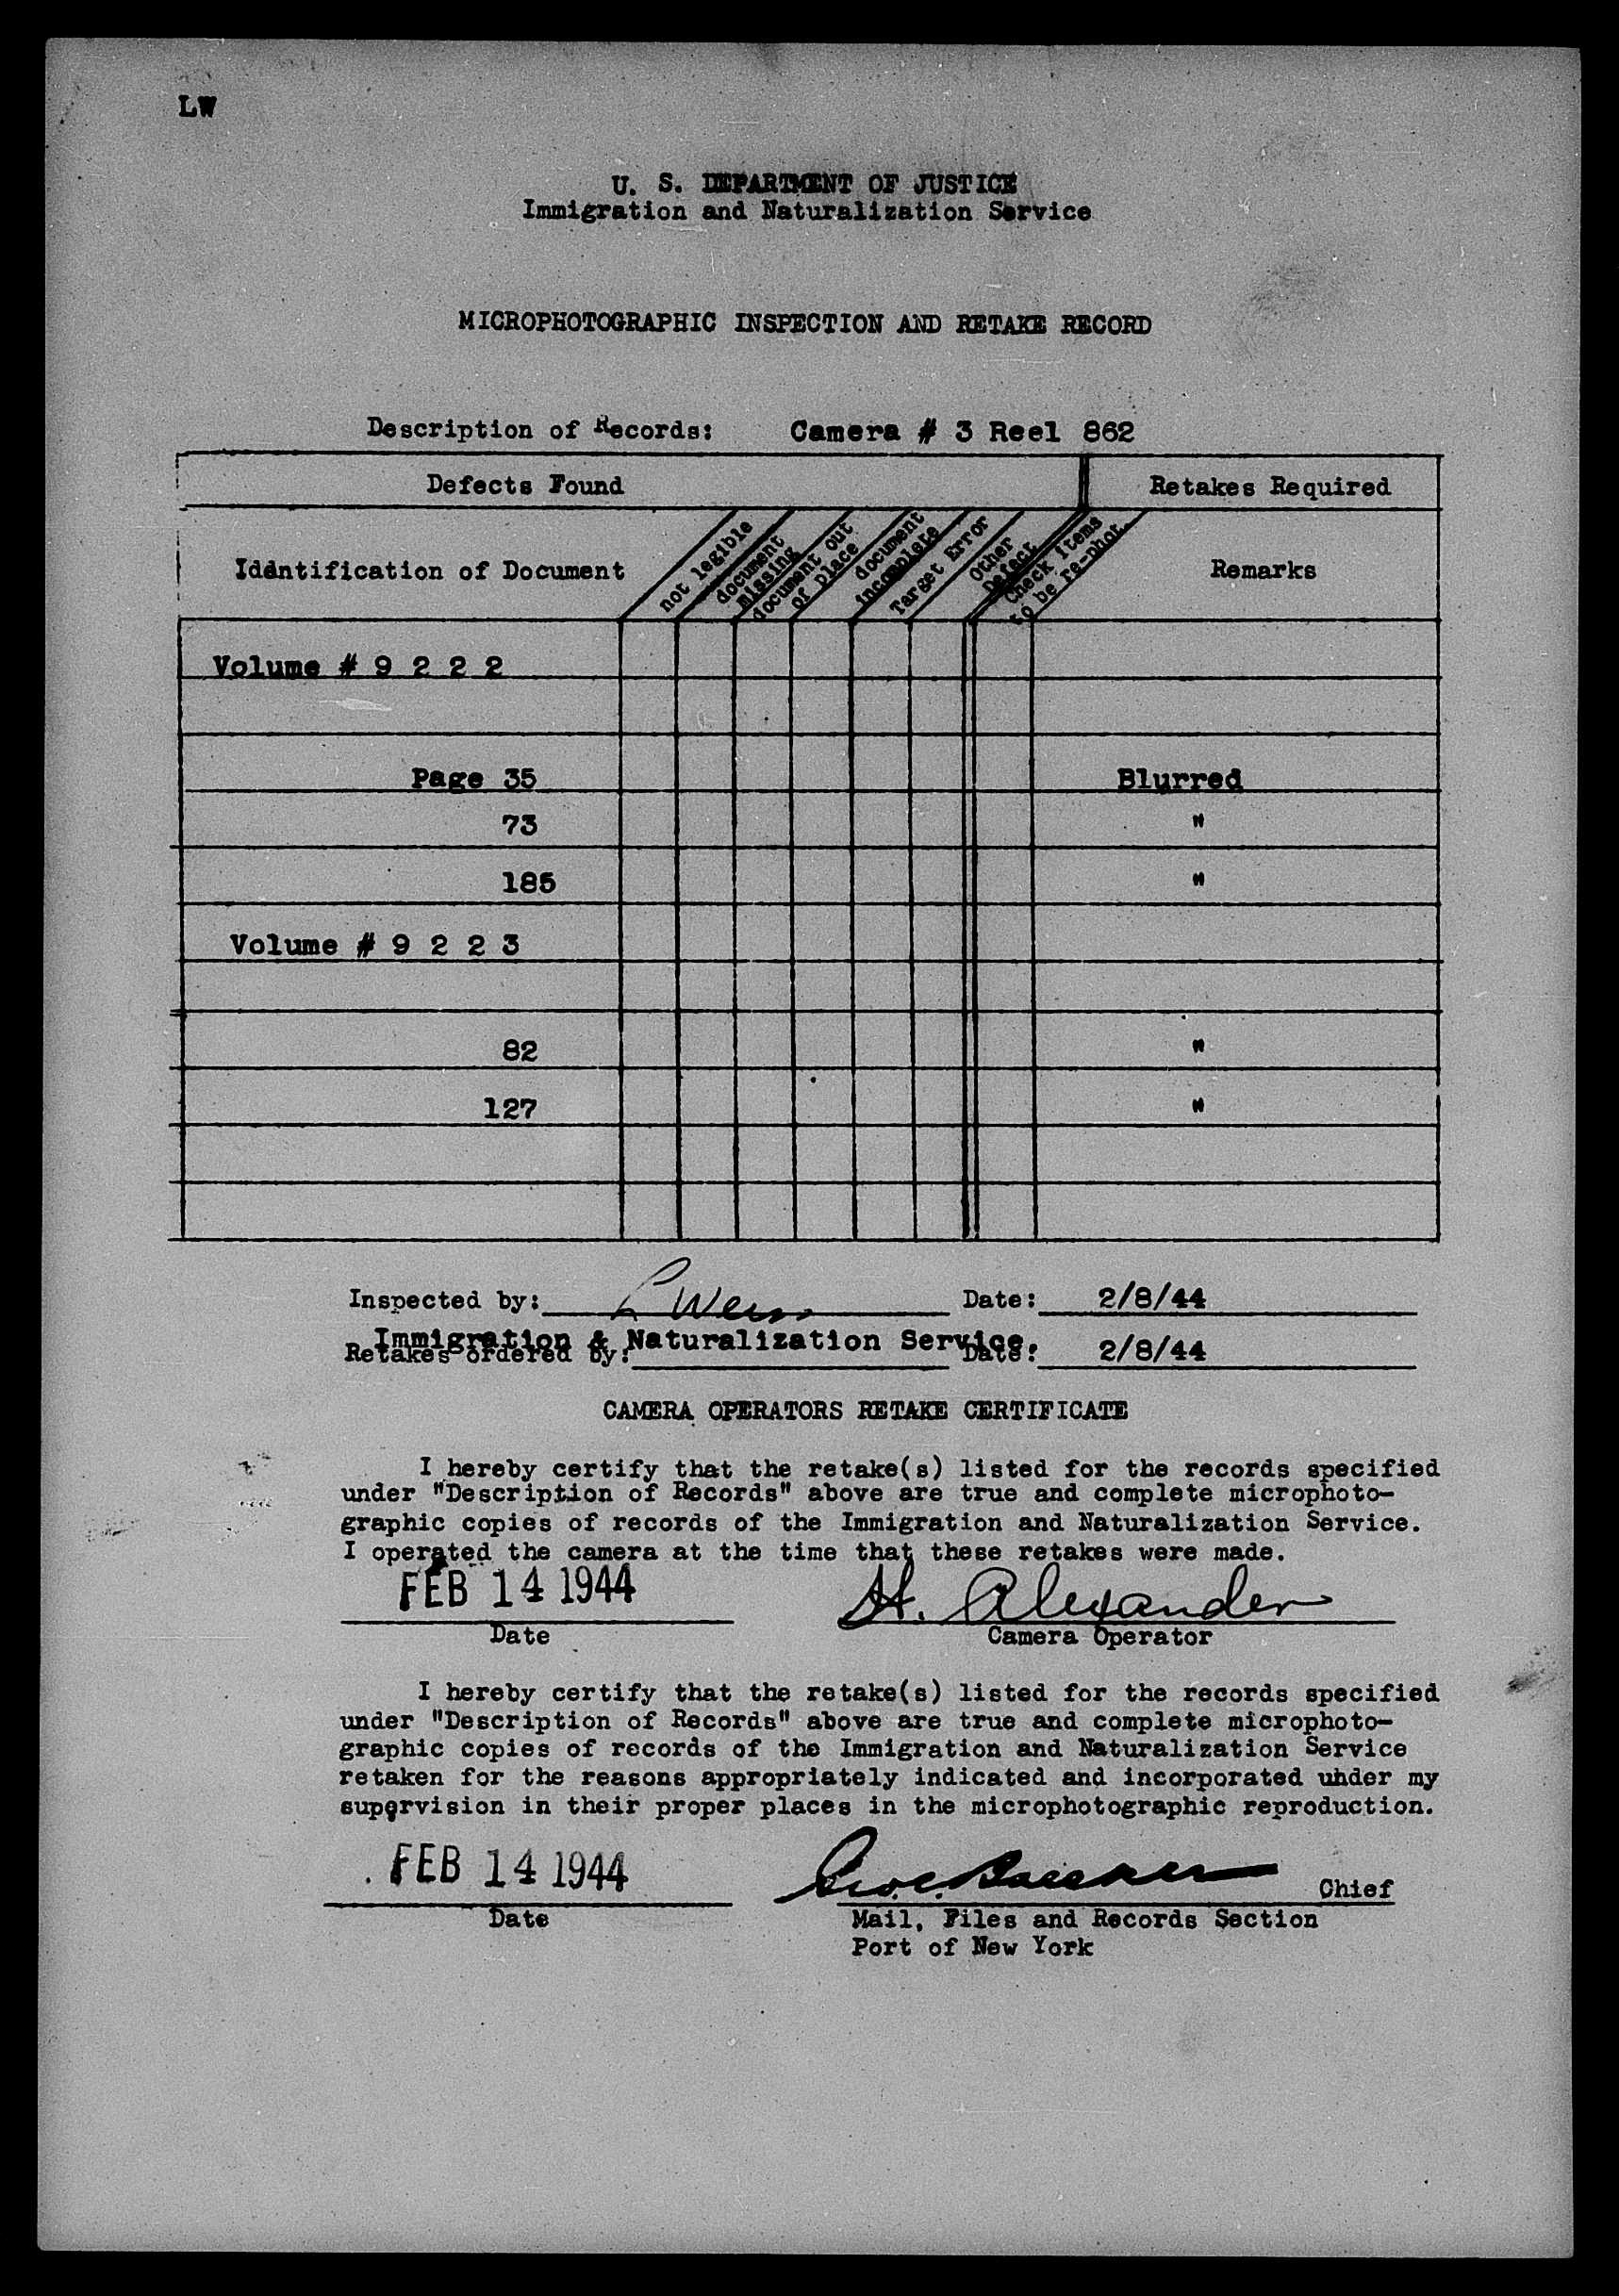 LW
U. S. DEPARTMENT OF JUSTICE
Immigration and Naturalization Service
MICROPHOTOGRAPHIC INSPECTION AND RETAKE RECORD
Description of Records: Camera # 3 Reel 862
Defects Found Retakes Required
Iddntification of Document
not legible
document missing
document out of place
document incomplete
Target Error
Other Defect
Check items to be re-phot.
Remarks
Volume # 9 2 2 2
Page 35 Blurred
73 "
185 "
Volume # 9 2 2 3
82 "
127 "
Inspected by: L Weiss Date: 2/8/44
Immigration & Naturalization Service.
Retakes ordered by: Date: 2/8/44
CAMERA OPERATORS RETAKE CERTIFICATE
I hereby certify that the retake(s) listed for the records specified
under "Description of Records" above are true and complete microphoto-
graphic copies of records of the Immigration and Naturalization Service.
I operated the camera at the time that these retakes were made.
FEB 14 1944 H. Alexander
Date Camera Operator
I hereby certify that the retake(s) listed for the records specified
under "Description of Records" above are true and complete microphoto-
graphic copies of records of the Immigration and Naturalization Service
retaken for the reasons appropriately indicated and incorporated uhder my
supervision in their proper places in the microphotographic reproduction.
FEB 14 1944 Chief
Date Mail, Files and Records Section
Port of New York